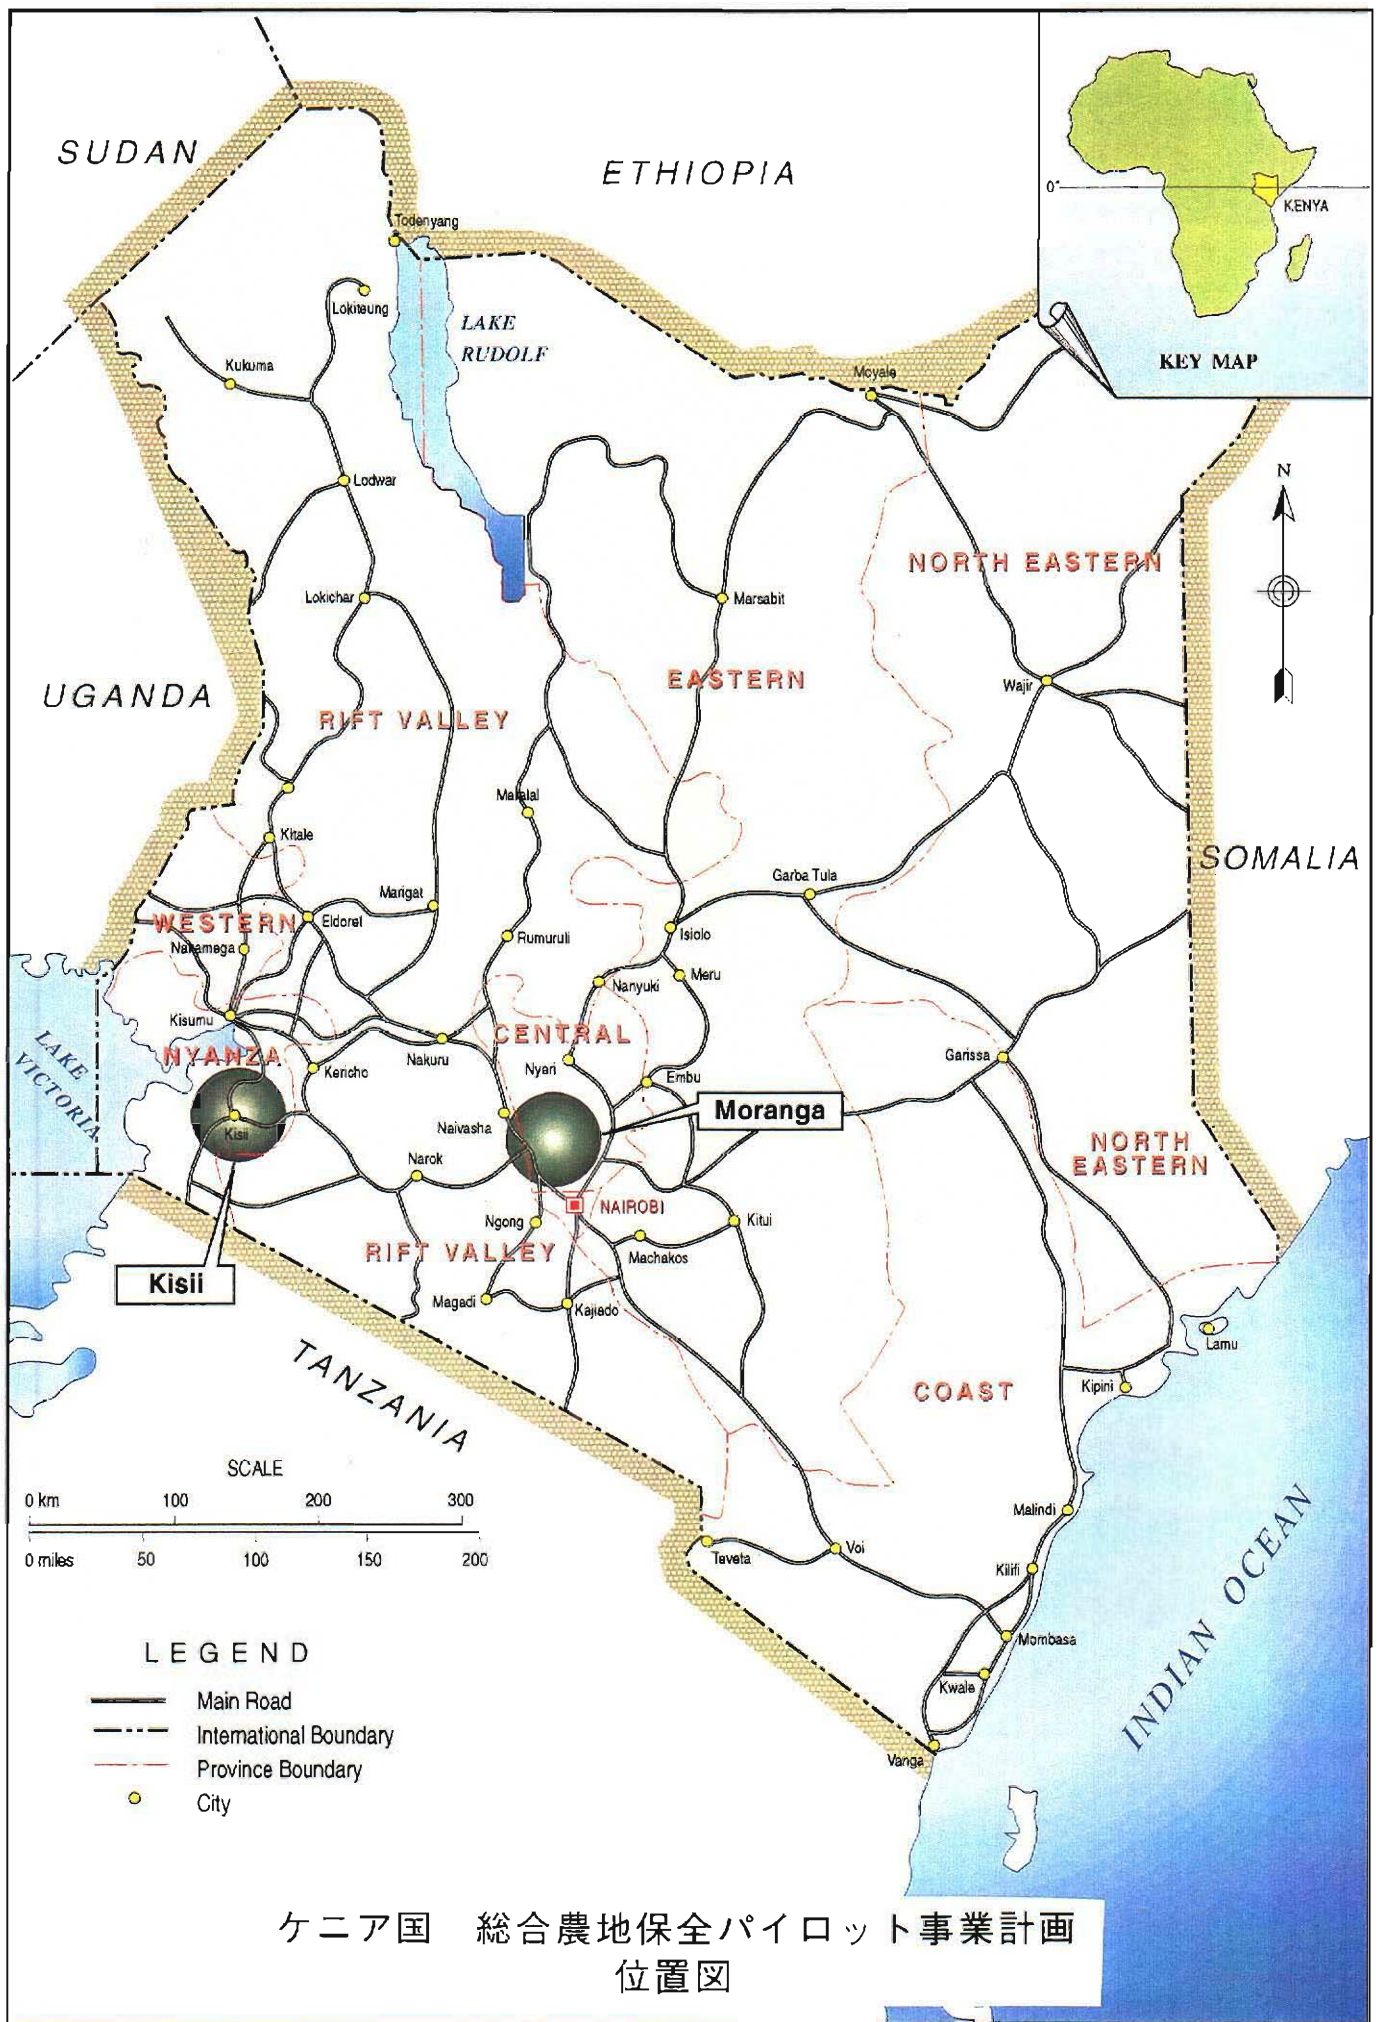 SUDAN
ETHIOPIA
0°
KENYA
KEY MAP
Todenyang
Lokiteung
LAKE
RUDOLF
Kukuma
Moyale
N
Lodwar
NORTH EASTERN
Lokichar
Marsabit
UGANDA
EASTERN
Wajir
RIFT VALLEY
Maralal
Kitale
SOMALIA
Garba Tula
Marigat
WESTERN
Eldorel
Isiolo
Nakamega
Rumuruli
Meru
Nanyuki
Kisumu
CENTRAL
LAKE
VICTORIA
NYANZA
Nakuru
Garissa
Kericho
Nyeri
Embu
Moranga
Naivasha
Kisii
NORTH
EASTERN
Narok
NAIROBI
Ngong
Kitui
RIFT VALLEY
Machakos
Kisii
Magadi
Kajiado
Lamu
TANZANIA
COAST
Kipini
SCALE
0 km 100 200 300
0 miles 50 100 150 200
Malindi
Voi
Taveta
Kilifi
INDIAN OCEAN
Mombasa
LEGEND
Kwale
Main Road
International Boundary
Vanga
Province Boundary
City
ケニア国 総合農地保全パイロット事業計画
位置図